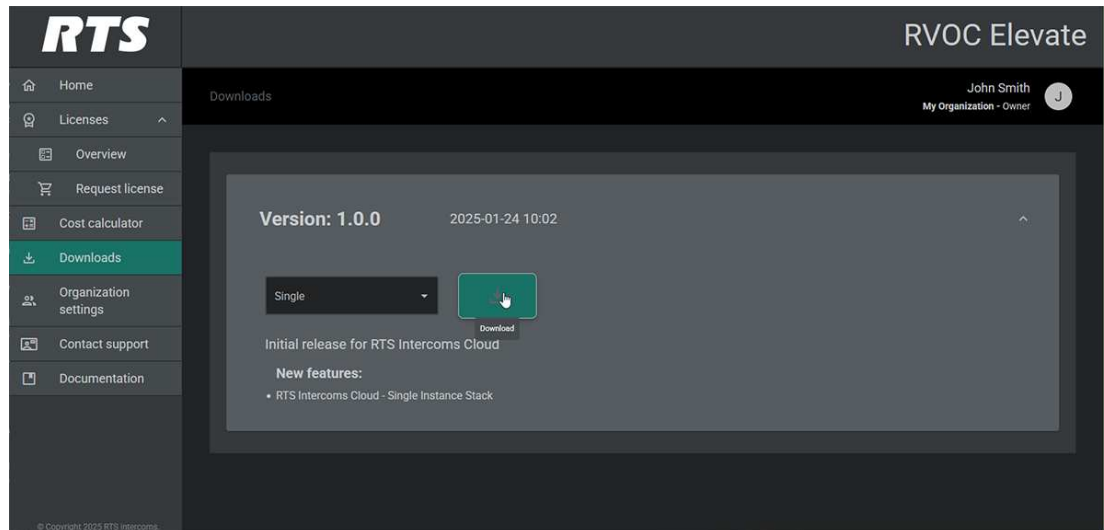 RTS
RVOC Elevate
Home
Licenses
Overview
Request license
Cost calculator
Downloads
Organization
settings
Contact support
Documentation
© Copyright 2025 RTS Intercoms.
Downloads
John Smith
My Organization - Owner
J
Version: 1.0.0
2025-01-24 10:02
Single
Download
Initial release for RTS Intercoms Cloud
New features:
• RTS Intercoms Cloud - Single Instance Stack